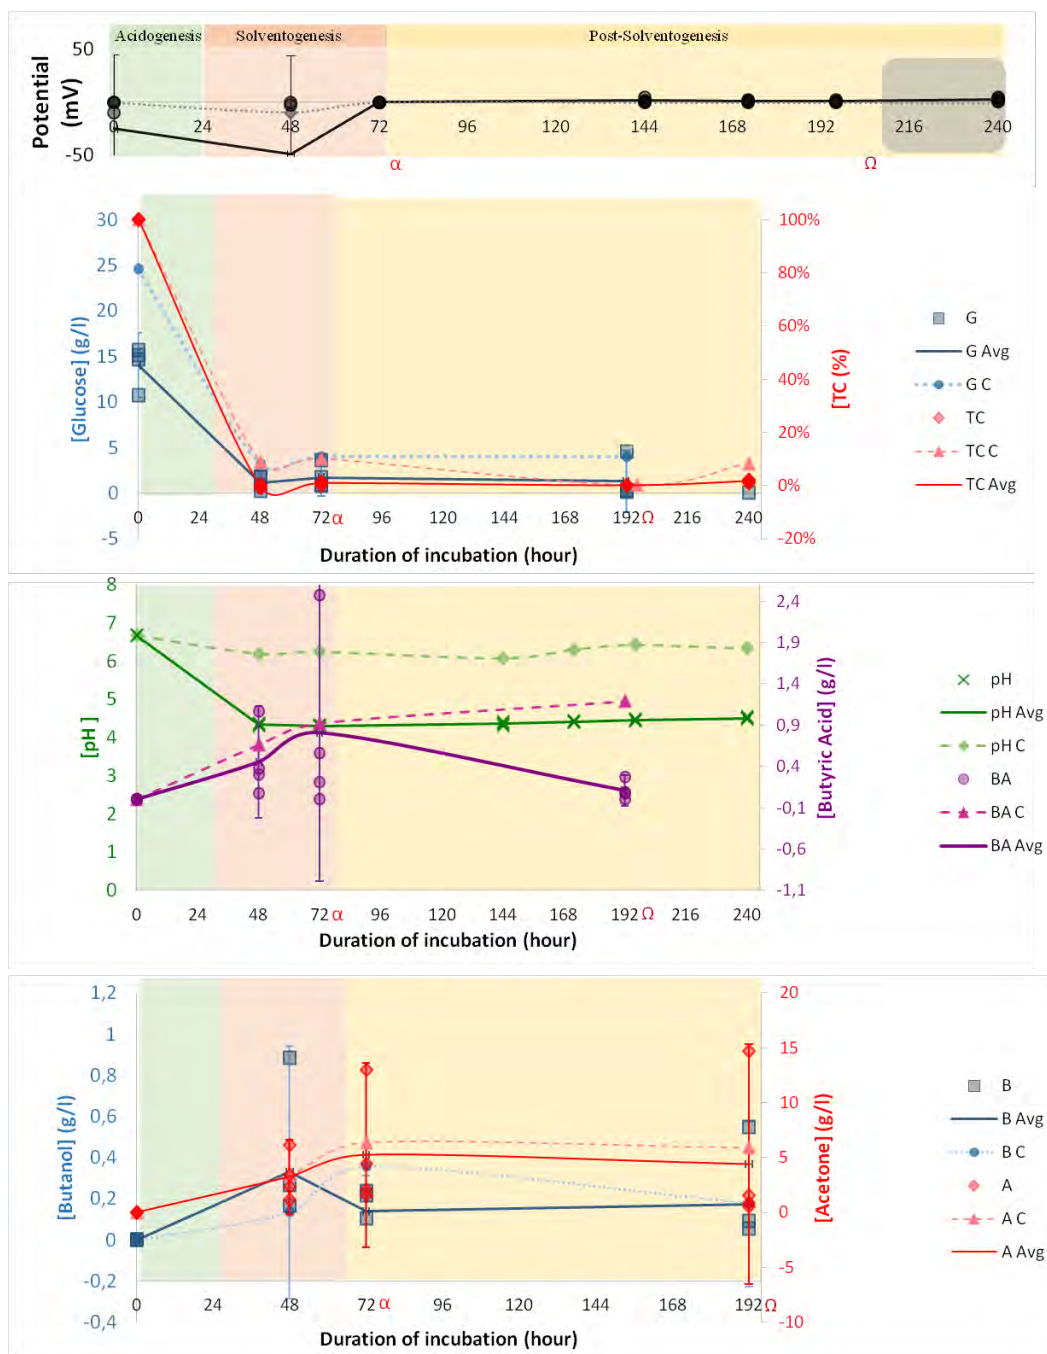 Acidogenesis Solventogenesis Post-Solventogenesis
50
Potential (mV)
0 24 48 72 96 120 144 168 192 216 240
-50
α Ω
30 100%
25 80%
20 60%
15
10 40%
5 20%
0 0%
-5 -20%
[Glucose] (g/l)
[TC (%)
0 24 48 72 α 96 120 144 168 192 Ω 216 240
Duration of incubation (hour)
G
G Avg
G C
TC
TC C
TC Avg
8
7
6
5
4
3
2
1
0
[pH]
2,4
1,9
1,4
0,9
0,4
-0,1
-0,6
-1,1
[Butyric Acid] (g/l)
0 24 48 72 α 96 120 144 168 192 Ω 216 240
Duration of incubation (hour)
pH
pH Avg
pH C
BA
BA C
BA Avg
1,2
1
0,8
0,6
0,4
0,2
0
-0,2
-0,4
[Butanol] (g/l)
20
15
10
5
0
-5
-10
[Acetone] (g/l)
0 24 48 72 α 96 120 144 168 192 Ω
Duration of incubation (hour)
B
B Avg
B C
A
A C
A Avg